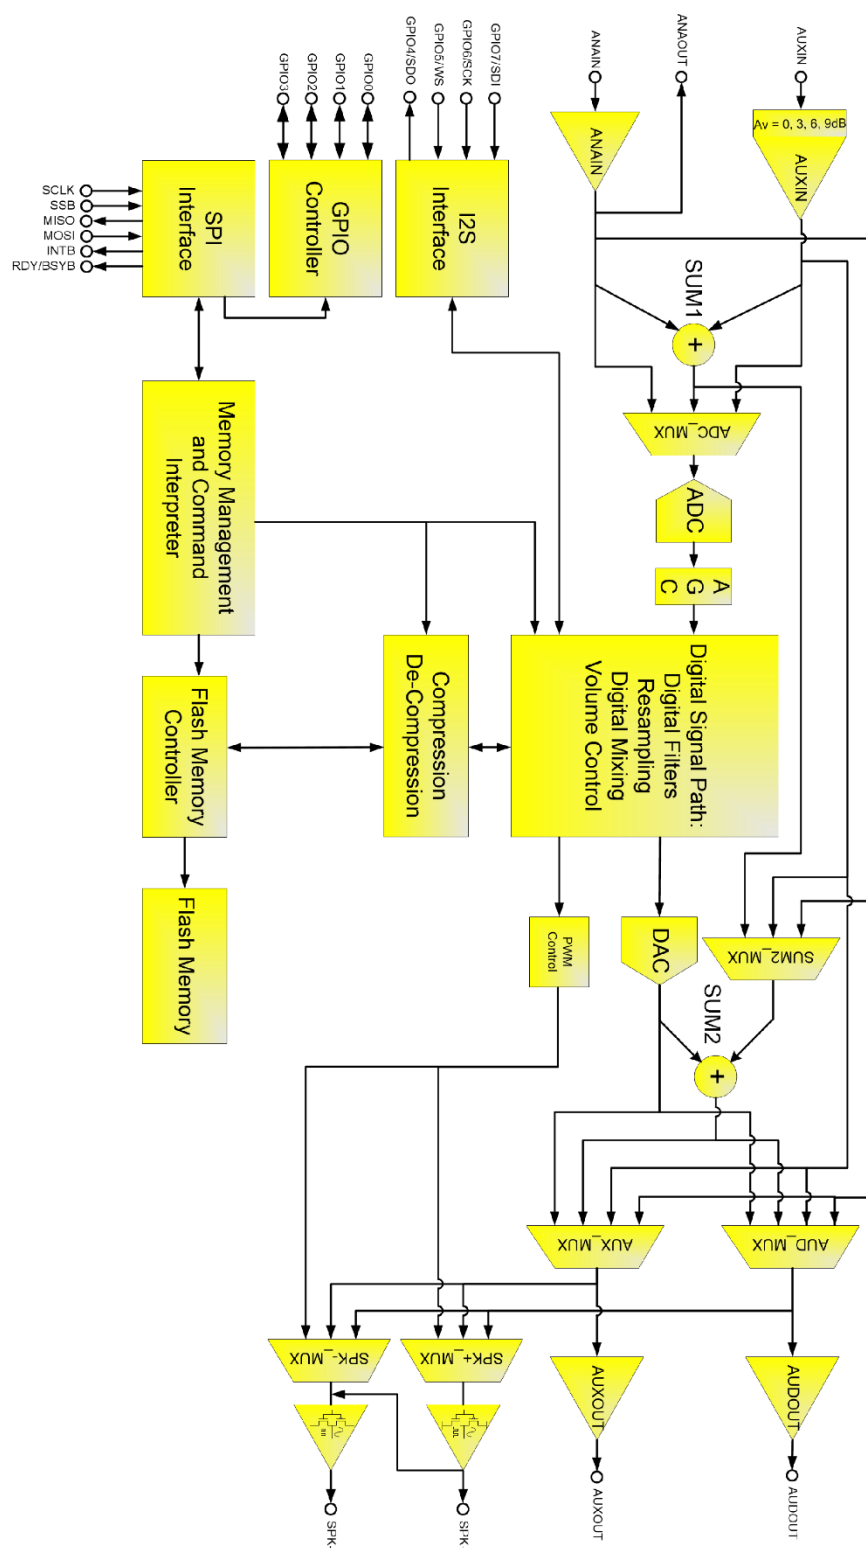 AUXIN
ANAOUT
ANAIN
GPIO7/SDI
GPIO6/SCK
GPIO5/WS
GPIO4/SDO
GPIO0
GPIO1
GPIO2
GPIO3
Av = 0, 3, 6, 9dB
AUXIN
ANAIN
I2S
Interface
GPIO
Controller
SPI
Interface
SCLK
SSB
MISO
MOSI
INTB
RDY/BSYB
SUM1
+
ADC_MUX
ADC
A
G
C
Memory Management
and Command
Interpreter
Digital Signal Path:
Digital Filters
Resampling
Digital Mixing
Volume Control
Compression
De-Compression
Flash Memory
Controller
Flash Memory
SUM2_MUX
DAC
PWM
Control
SUM2
+
AUD_MUX
AUX_MUX
SPK+_MUX
SPK-_MUX
AUDOUT
AUXOUT
AUDOUT
AUXOUT
SPK
SPK-